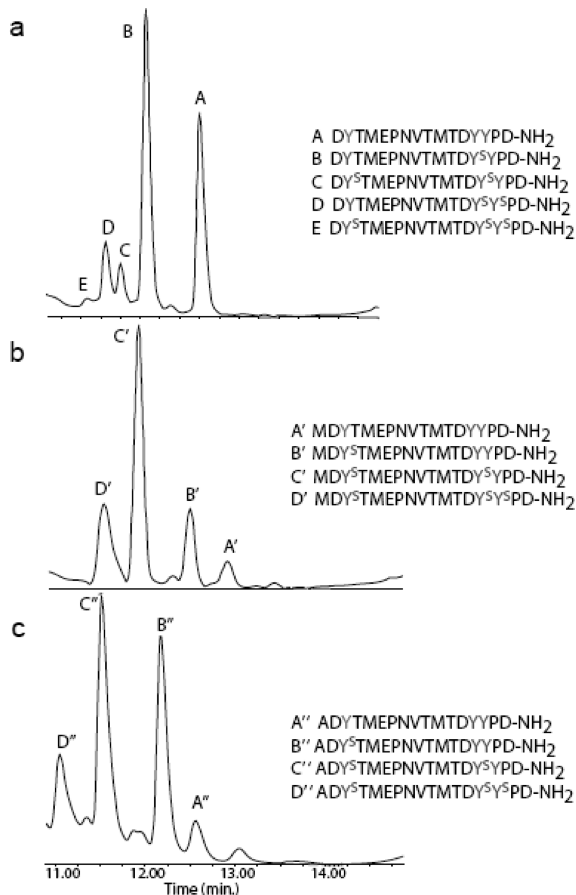 a
B
A
D
C
E
A DYTMEPNVTMTDYYPD-NH2
B DYTMEPNVTMTDYSYPD-NH2
C DYSTMEPNVTMTDYSYPD-NH2
D DYTMEPNVTMTDYSYSPD-NH2
E DYSTMEPNVTMTDYSYSPD-NH2
b
C'
D'
B'
A'
A' MDYTMEPNVTMTDYYPD-NH2
B' MDYSTMEPNVTMTDYYPD-NH2
C' MDYSTMEPNVTMTDYSYPD-NH2
D' MDYSTMEPNVTMTDYSYSPD-NH2
c
C"
B"
D"
A"
A'' ADYTMEPNVTMTDYYPD-NH2
B'' ADYSTMEPNVTMTDYYPD-NH2
C'' ADYSTMEPNVTMTDYSYPD-NH2
D'' ADYSTMEPNVTMTDYSYSPD-NH2
11.00 12.00 13.00 14.00
Time (min.)